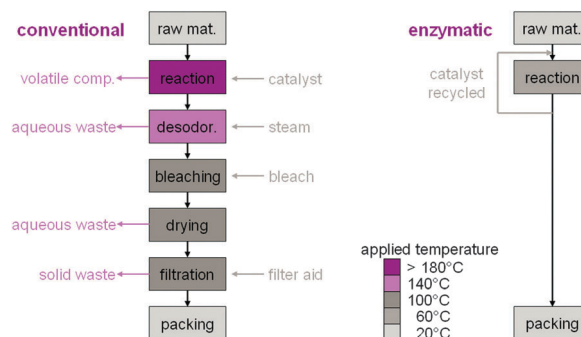 conventional
raw mat.
enzymatic
raw mat.
volatile comp.
reaction
catalyst
catalyst
recycled
reaction
aqueous waste
desodor.
steam
bleaching
bleach
aqueous waste
drying
solid waste
filtration
filter aid
packing
applied temperature
> 180°C
140°C
100°C
60°C
20°C
packing